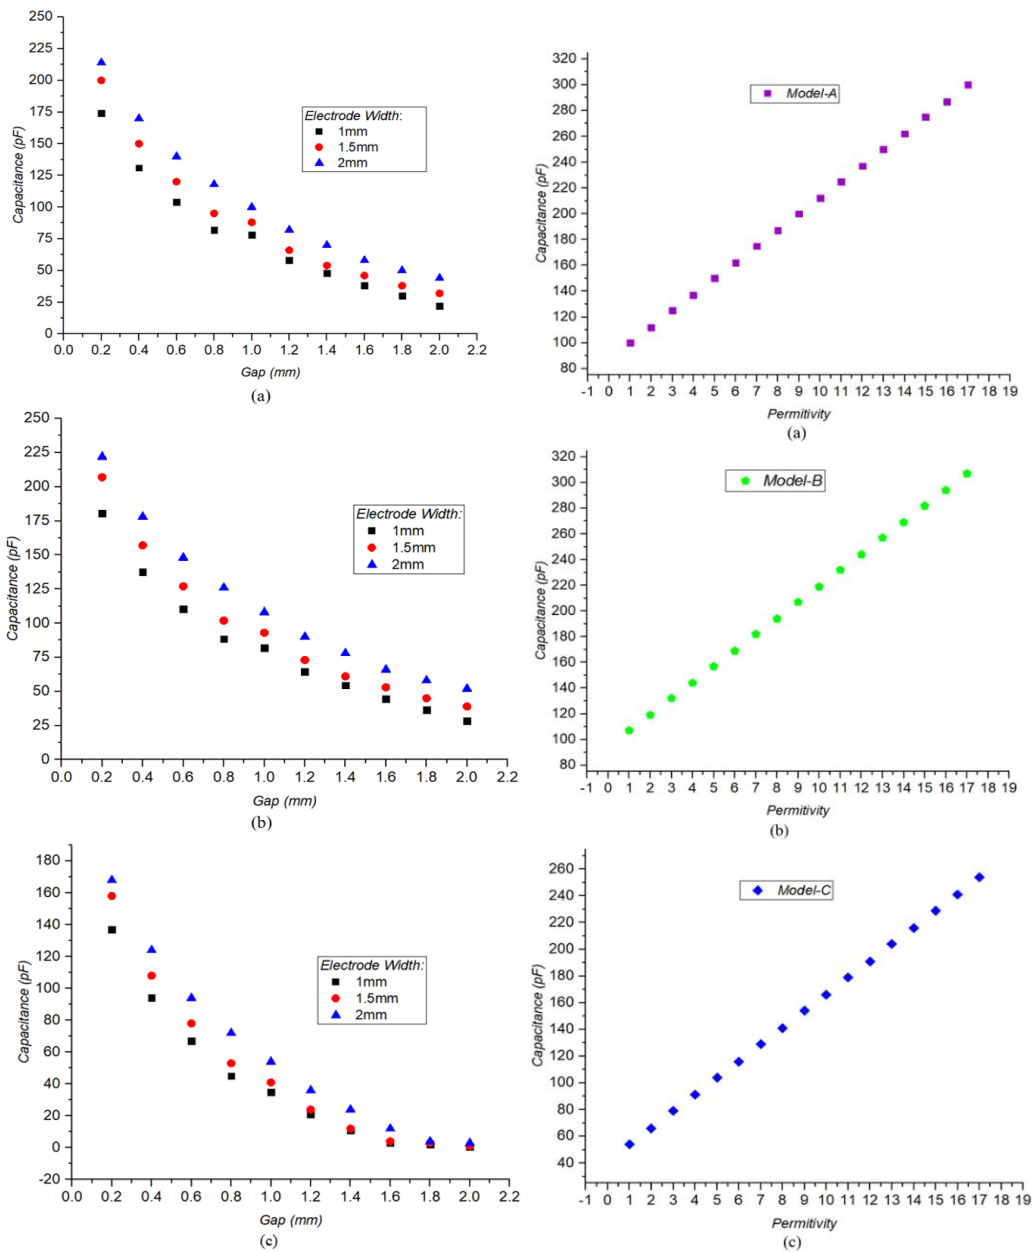 250
225
200
175
150
125
100
75
50
25
0
Capacitance (pF)
Electrode Width:
1mm
1.5mm
2mm
0.0 0.2 0.4 0.6 0.8 1.0 1.2 1.4 1.6 1.8 2.0 2.2
Gap (mm)
(a)
320
300
280
260
240
220
200
180
160
140
120
100
80
Capacitance (pF)
Model-A
-1 0 1 2 3 4 5 6 7 8 9 10 11 12 13 14 15 16 17 18 19
Permitivity
(a)
250
225
200
175
150
125
100
75
50
25
0
Capacitance (pF)
Electrode Width:
1mm
1.5mm
2mm
0.0 0.2 0.4 0.6 0.8 1.0 1.2 1.4 1.6 1.8 2.0 2.2
Gap (mm)
(b)
320
300
280
260
240
220
200
180
160
140
120
100
80
Capacitance (pF)
Model-B
-1 0 1 2 3 4 5 6 7 8 9 10 11 12 13 14 15 16 17 18 19
Permitivity
(b)
180
160
140
120
100
80
60
40
20
0
-20
Capacitance (pF)
Electrode Width:
1mm
1.5mm
2mm
0.0 0.2 0.4 0.6 0.8 1.0 1.2 1.4 1.6 1.8 2.0 2.2
Gap (mm)
(c)
260
240
220
200
180
160
140
120
100
80
60
40
Capacitance (pF)
Model-C
-1 0 1 2 3 4 5 6 7 8 9 10 11 12 13 14 15 16 17 18 19
Permitivity
(c)